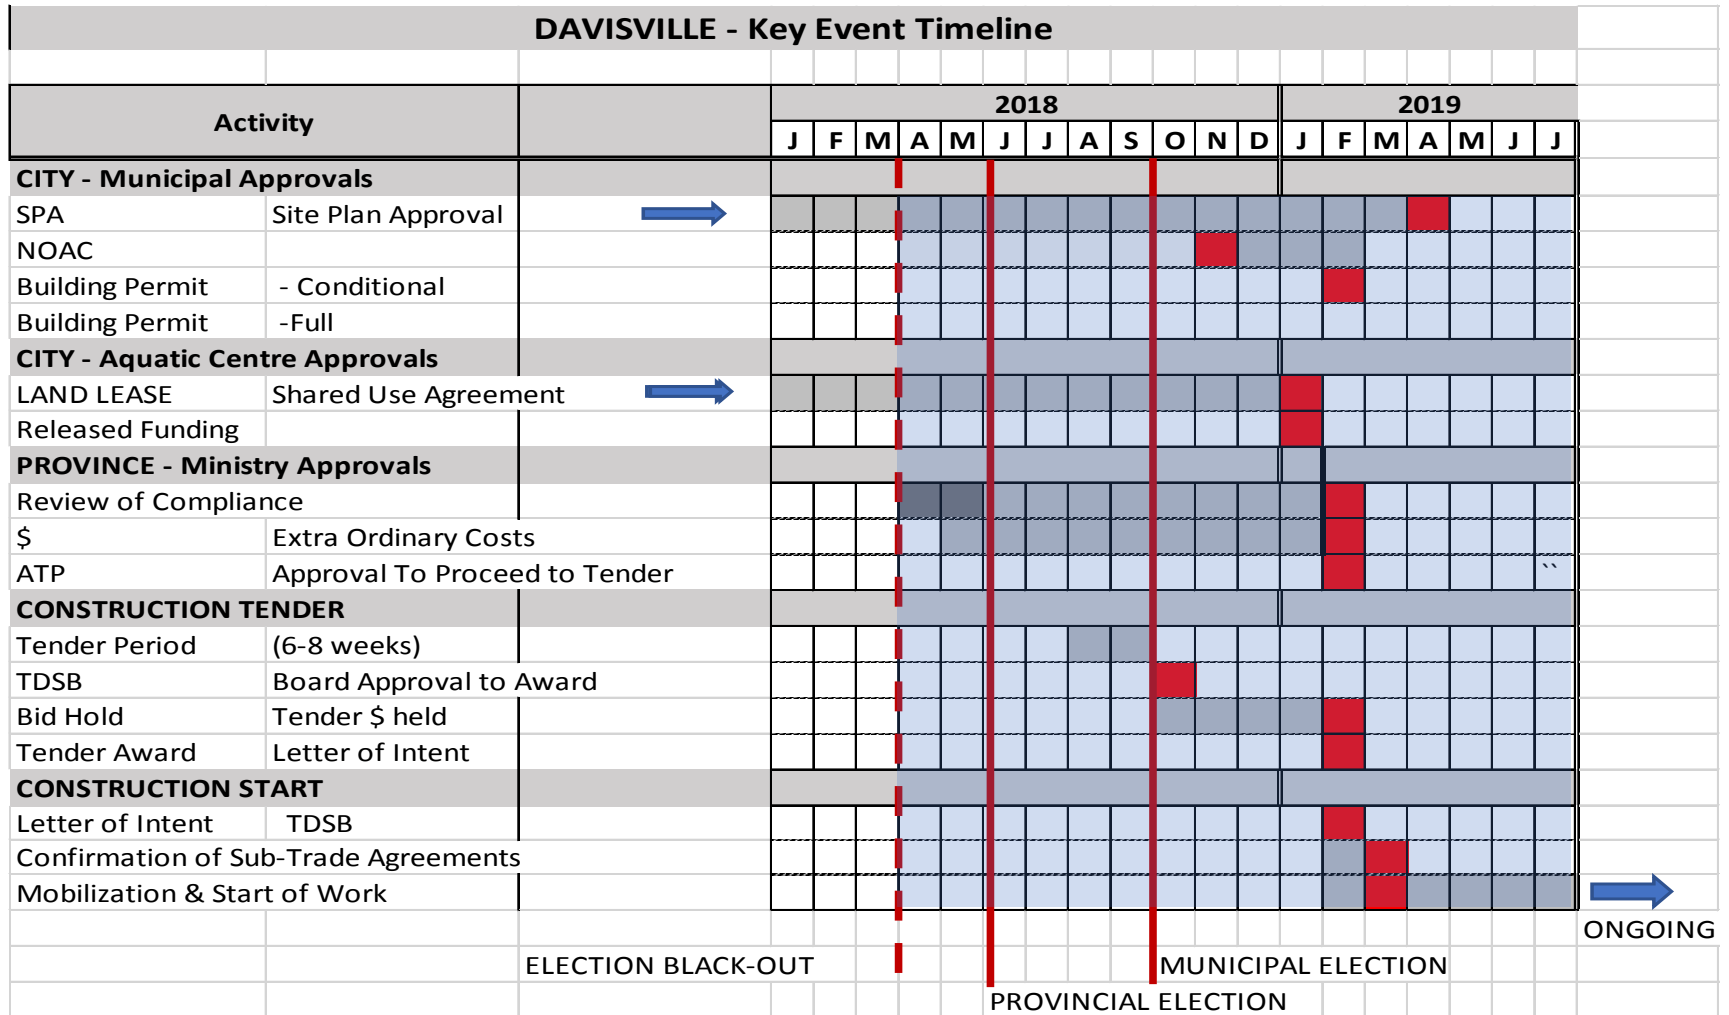 DAVISVILLE - Key Event Timeline
Activity 2018 2019
J F M A M J J A S O N D J F M A M J J
CITY - Municipal Approvals
SPA Site Plan Approval
NOAC
Building Permit - Conditional
Building Permit -Full
CITY - Aquatic Centre Approvals
LAND LEASE Shared Use Agreement
Released Funding
PROVINCE - Ministry Approvals
Review of Compliance
$ Extra Ordinary Costs
ATP Approval To Proceed to Tender ``
CONSTRUCTION TENDER
Tender Period (6-8 weeks)
TDSB Board Approval to Award
Bid Hold Tender $ held
Tender Award Letter of Intent
CONSTRUCTION START
Letter of Intent TDSB
Confirmation of Sub-Trade Agreements
Mobilization & Start of Work
ONGOING
ELECTION BLACK-OUT MUNICIPAL ELECTION
PROVINCIAL ELECTION